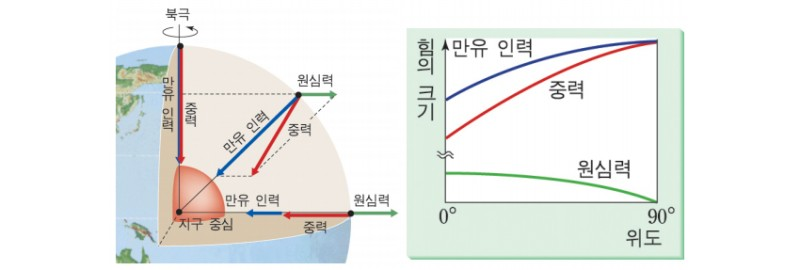 북극
만유 인력
중력
원심력
만유 인력
중력
만유 인력
원심력
지구 중심
중력
힘의 크기
만유 인력
중력
원심력
0°
90°
위도